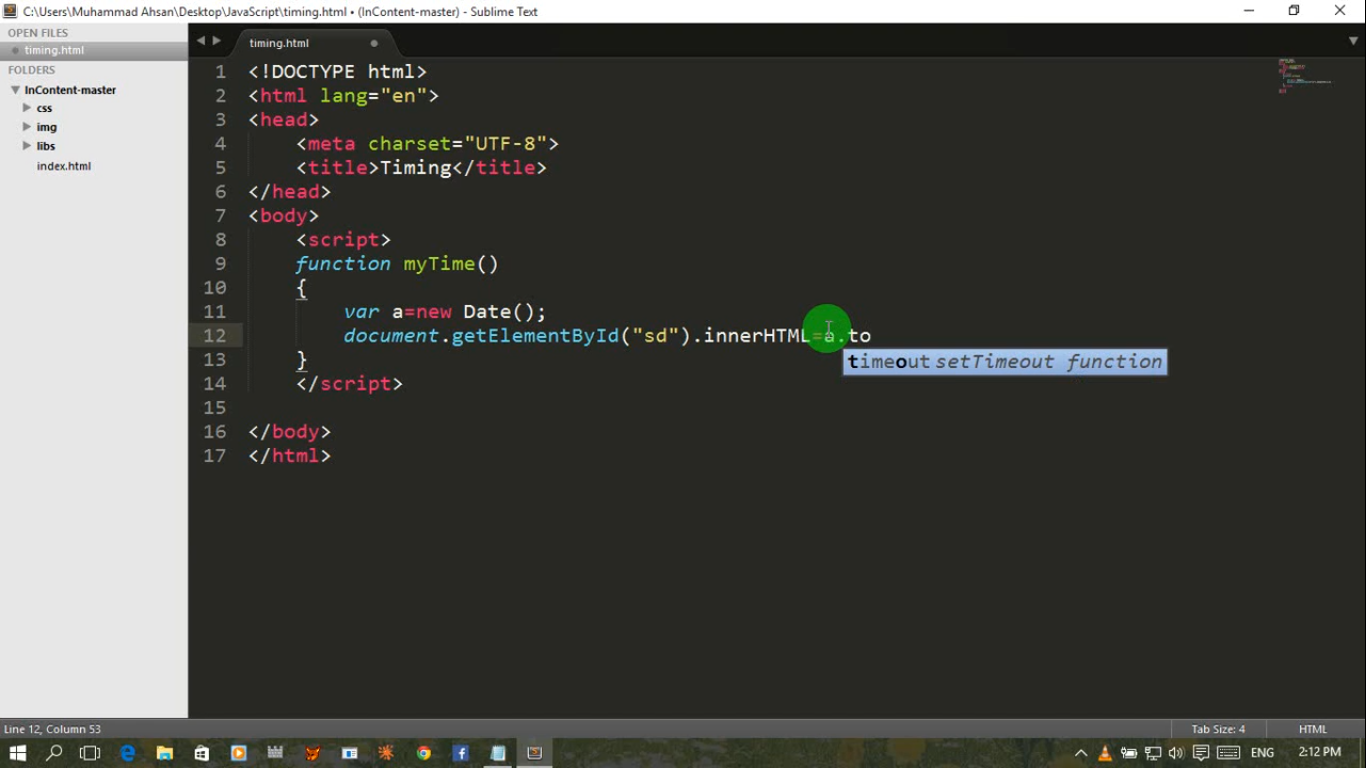 C:\Users\Muhammad Ahsan\Desktop\JavaScript\timing.html • (InContent-master) - Sublime Text
OPEN FILES
timing.html
FOLDERS
InContent-master
css
img
libs
index.html
timing.html
1 <!DOCTYPE html>
2 <html lang="en">
3 <head>
4 <meta charset="UTF-8">
5 <title>Timing</title>
6 </head>
7 <body>
8 <script>
9 function myTime()
10 {
11 var a=new Date();
12 document.getElementById("sd").innerHTML=a.to
timeout setTimeout function
13 }
14 </script>
15
16 </body>
17 </html>
Line 12, Column 53
Tab Size: 4
HTML
ENG
2:12 PM